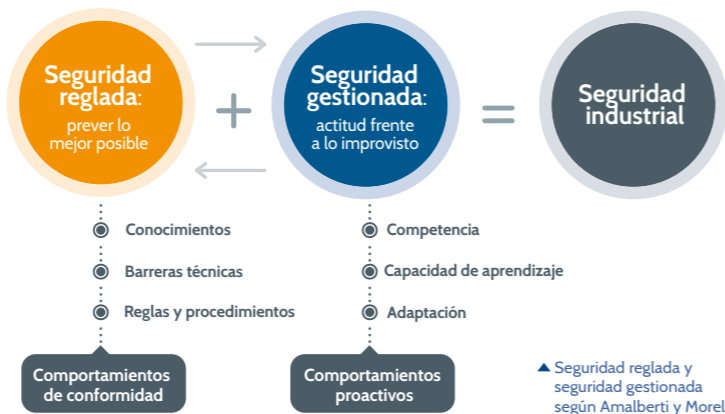 Seguridad
reglada:
prever lo
mejor posible
+
Seguridad
gestionada:
actitud frente
a lo improvisto
=
Seguridad
industrial
Conocimientos
Barreras técnicas
Reglas y procedimientos
Comportamientos
de conformidad
Competencia
Capacidad de aprendizaje
Adaptación
Comportamientos
proactivos
Seguridad reglada y
seguridad gestionada
según Amalberti y Morel